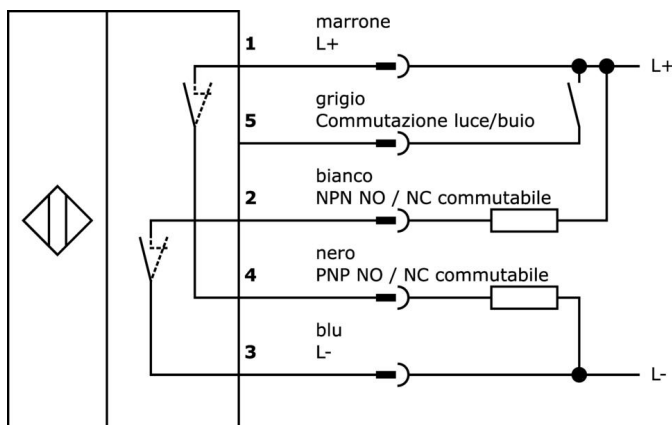 marrone
1 L+
L+
grigio
5 Commutazione luce/buio
bianco
2 NPN NO / NC commutabile
nero
4 PNP NO / NC commutabile
blu
3 L-
L-